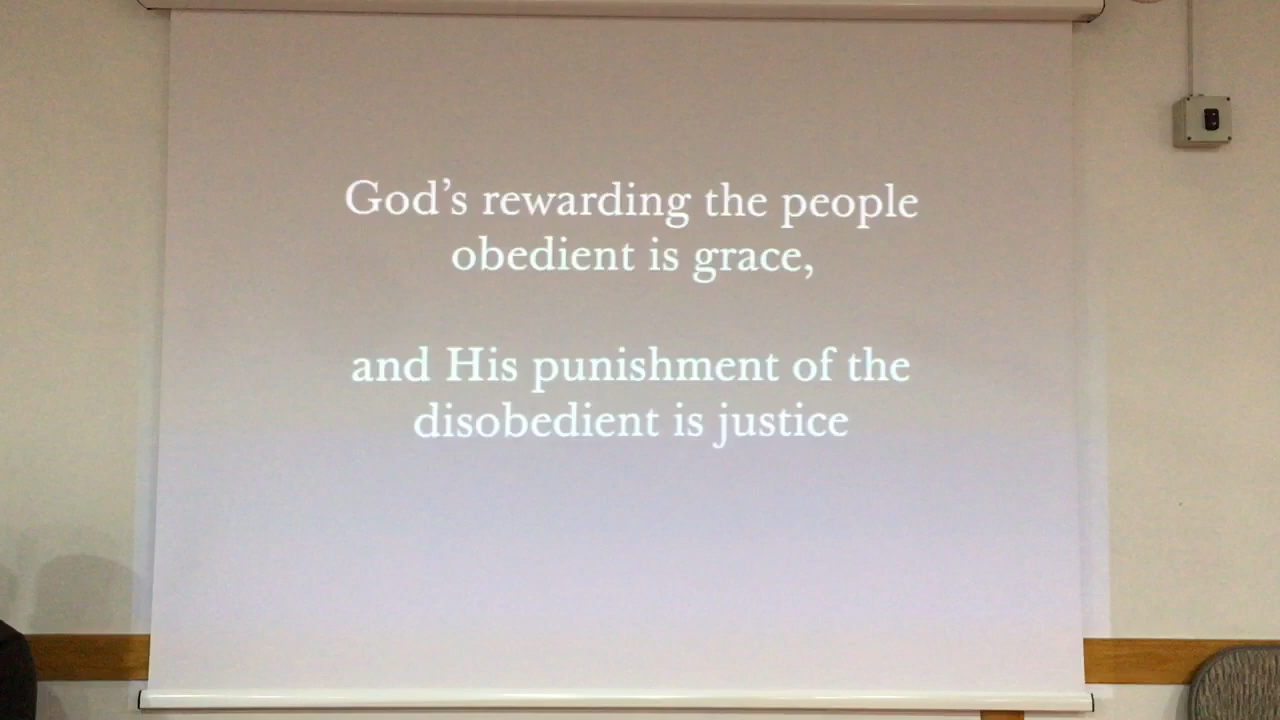 God’s rewarding the people
obedient is grace,
and His punishment of the
disobedient is justice